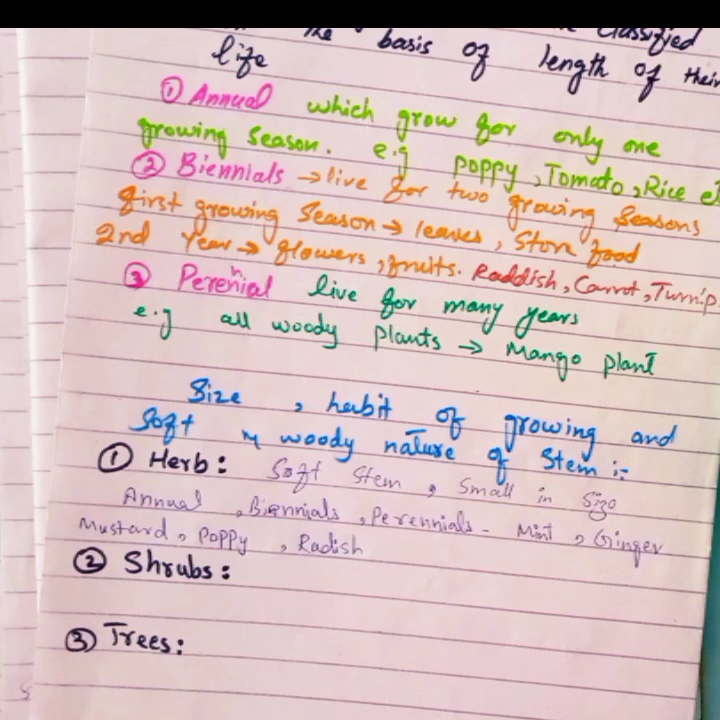 the basis of classified
life length of their
① Annual which grow for only one
growing season. e.g poppy, Tomato, Rice
② Biennials → live for two growing Seasons
first growing Season → leaves, Store food
2nd Year → flowers, fruits. Raddish, Carrot, Turnip
③ Perennial live for many years
e.g all woody plants → Mango plant
Size, habit of growing and
Soft woody nature of Stem :-
① Herb: Soft Stem, Small in Size
Annual, Biennials, Perennials - Mint, Ginger
Mustard, Poppy, Radish
② Shrubs:
③ Trees: